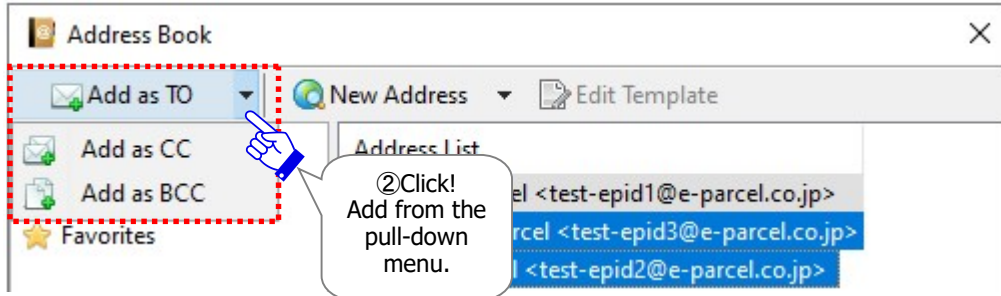 Address Book
Add as TO New Address Edit Template
Add as CC Address List
Add as BCC
②Click!
Add from the
pull-down
menu.
<test-epid1@e-parcel.co.jp>
Favorites <test-epid3@e-parcel.co.jp>
<test-epid2@e-parcel.co.jp>